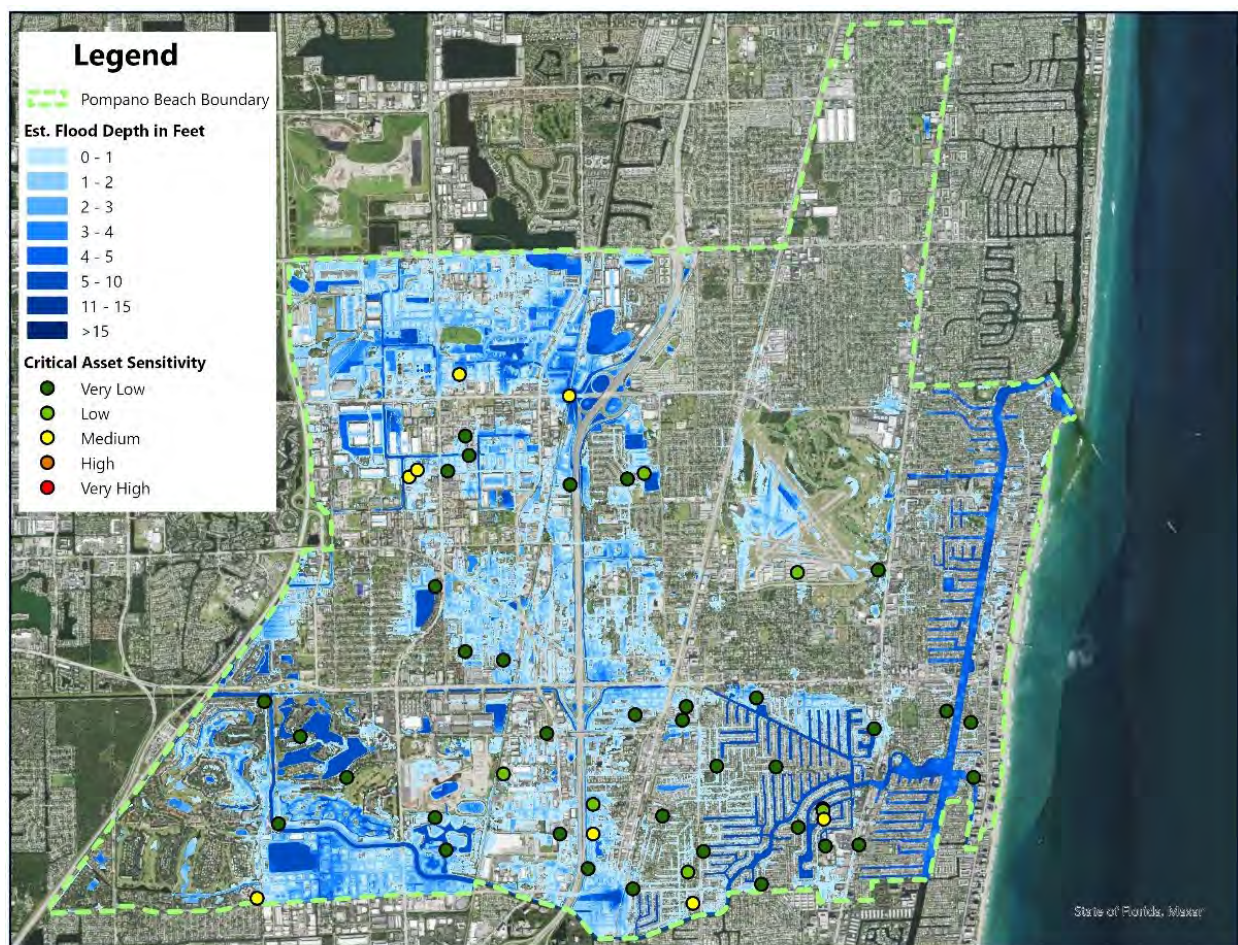 Legend
Pompano Beach Boundary
Est. Flood Depth in Feet
0 - 1
1 - 2
2 - 3
3 - 4
4 - 5
5 - 10
11 - 15
>15
Critical Asset Sensitivity
Very Low
Low
Medium
High
Very High
State of Florida, Maxar